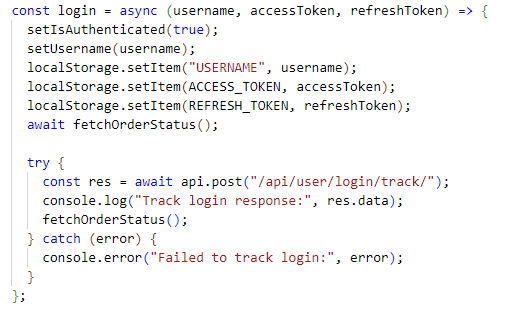 const login = async (username, accessToken, refreshToken) => {
  setIsAuthenticated(true);
  setUsername(username);
  localStorage.setItem("USERNAME", username);
  localStorage.setItem(ACCESS_TOKEN, accessToken);
  localStorage.setItem(REFRESH_TOKEN, refreshToken);
  await fetchOrderStatus();

  try {
    const res = await api.post("/api/user/login/track/");
    console.log("Track login response:", res.data);
    fetchOrderStatus();
  } catch (error) {
    console.error("Failed to track login:", error);
  }
};